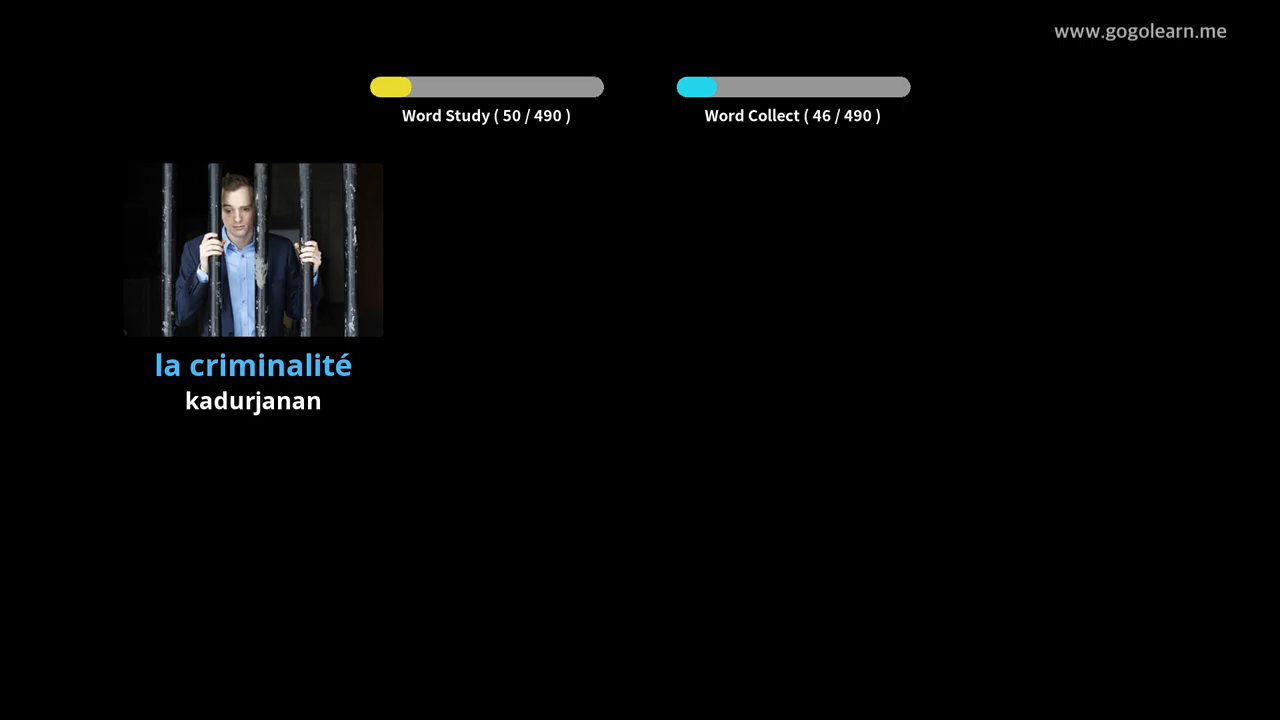 www.gogolearn.me
Word Study ( 50 / 490 )
Word Collect ( 46 / 490 )
la criminalité
kadurjanan